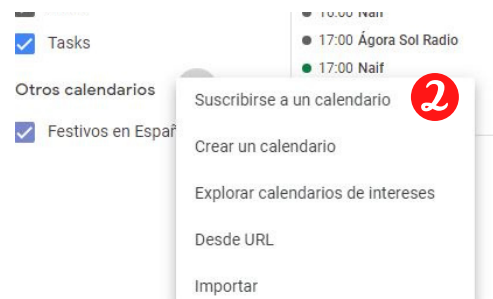 16:00 Naif
Tasks
17:00 Ágora Sol Radio
17:00 Naif
Otros calendarios
Suscribirse a un calendario
2
Festivos en Españ
Crear un calendario
Explorar calendarios de intereses
Desde URL
Importar